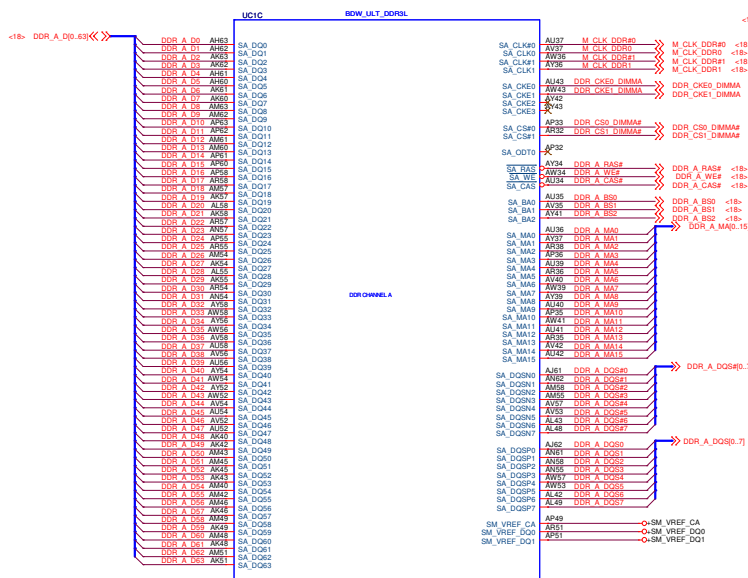 UC1C
BDW_ULT_DDR3L
<1
<18> DDR_A_D[0..63]
DDR_A_D0 AH63 SA_DQ0
DDR_A_D1 AH62 SA_DQ1
DDR_A_D2 AK63 SA_DQ2
DDR_A_D3 AK62 SA_DQ3
DDR_A_D4 AH61 SA_DQ4
DDR_A_D5 AH60 SA_DQ5
DDR_A_D6 AK61 SA_DQ6
DDR_A_D7 AK60 SA_DQ7
DDR_A_D8 AM63 SA_DQ8
DDR_A_D9 AM62 SA_DQ9
DDR_A_D10 AP63 SA_DQ10
DDR_A_D11 AP62 SA_DQ11
DDR_A_D12 AM61 SA_DQ12
DDR_A_D13 AM60 SA_DQ13
DDR_A_D14 AP61 SA_DQ14
DDR_A_D15 AP60 SA_DQ15
DDR_A_D16 AP58 SA_DQ16
DDR_A_D17 AR58 SA_DQ17
DDR_A_D18 AM57 SA_DQ18
DDR_A_D19 AK57 SA_DQ19
DDR_A_D20 AL58 SA_DQ20
DDR_A_D21 AK58 SA_DQ21
DDR_A_D22 AR57 SA_DQ22
DDR_A_D23 AN57 SA_DQ23
DDR_A_D24 AP55 SA_DQ24
DDR_A_D25 AR55 SA_DQ25
DDR_A_D26 AM54 SA_DQ26
DDR_A_D27 AK54 SA_DQ27
DDR_A_D28 AL55 SA_DQ28
DDR_A_D29 AK55 SA_DQ29
DDR_A_D30 AR54 SA_DQ30
DDR_A_D31 AN54 SA_DQ31
DDR_A_D32 AY58 SA_DQ32
DDR_A_D33 AW58 SA_DQ33
DDR_A_D34 AY56 SA_DQ34
DDR_A_D35 AW56 SA_DQ35
DDR_A_D36 AV58 SA_DQ36
DDR_A_D37 AU58 SA_DQ37
DDR_A_D38 AV56 SA_DQ38
DDR_A_D39 AU56 SA_DQ39
DDR_A_D40 AY54 SA_DQ40
DDR_A_D41 AW54 SA_DQ41
DDR_A_D42 AY52 SA_DQ42
DDR_A_D43 AW52 SA_DQ43
DDR_A_D44 AV54 SA_DQ44
DDR_A_D45 AU54 SA_DQ45
DDR_A_D46 AV52 SA_DQ46
DDR_A_D47 AU52 SA_DQ47
DDR_A_D48 AK40 SA_DQ48
DDR_A_D49 AK42 SA_DQ49
DDR_A_D50 AM43 SA_DQ50
DDR_A_D51 AM45 SA_DQ51
DDR_A_D52 AK45 SA_DQ52
DDR_A_D53 AK43 SA_DQ53
DDR_A_D54 AM40 SA_DQ54
DDR_A_D55 AM42 SA_DQ55
DDR_A_D56 AM46 SA_DQ56
DDR_A_D57 AK46 SA_DQ57
DDR_A_D58 AM49 SA_DQ58
DDR_A_D59 AK49 SA_DQ59
DDR_A_D60 AM48 SA_DQ60
DDR_A_D61 AK48 SA_DQ61
DDR_A_D62 AM51 SA_DQ62
DDR_A_D63 AK51 SA_DQ63
DDR CHANNEL A
SA_CLK#0 AU37 M_CLK_DDR#0 M_CLK_DDR#0 <18
SA_CLK0 AV37 M_CLK_DDR0 M_CLK_DDR0 <18>
SA_CLK#1 AW36 M_CLK_DDR#1 M_CLK_DDR#1 <18
SA_CLK1 AY36 M_CLK_DDR1 M_CLK_DDR1 <18>
SA_CKE0 AU43 DDR_CKE0_DIMMA DDR_CKE0_DIMMA
SA_CKE1 AW43 DDR_CKE1_DIMMA DDR_CKE1_DIMMA
SA_CKE2 AY42
SA_CKE3 AY43
SA_CS#0 AP33 DDR_CS0_DIMMA# DDR_CS0_DIMMA#
SA_CS#1 AR32 DDR_CS1_DIMMA# DDR_CS1_DIMMA#
SA_ODT0 AP32
SA_RAS AY34 DDR_A_RAS# DDR_A_RAS# <18>
SA_WE AW34 DDR_A_WE# DDR_A_WE# <18>
SA_CAS AU34 DDR_A_CAS# DDR_A_CAS# <18>
SA_BA0 AU35 DDR_A_BS0 DDR_A_BS0 <18>
SA_BA1 AV35 DDR_A_BS1 DDR_A_BS1 <18>
SA_BA2 AY41 DDR_A_BS2 DDR_A_BS2 <18>
DDR_A_MA[0..15
SA_MA0 AU36 DDR_A_MA0
SA_MA1 AY37 DDR_A_MA1
SA_MA2 AR38 DDR_A_MA2
SA_MA3 AP36 DDR_A_MA3
SA_MA4 AU39 DDR_A_MA4
SA_MA5 AR36 DDR_A_MA5
SA_MA6 AV40 DDR_A_MA6
SA_MA7 AW39 DDR_A_MA7
SA_MA8 AY39 DDR_A_MA8
SA_MA9 AU40 DDR_A_MA9
SA_MA10 AP35 DDR_A_MA10
SA_MA11 AW41 DDR_A_MA11
SA_MA12 AU41 DDR_A_MA12
SA_MA13 AR35 DDR_A_MA13
SA_MA14 AV42 DDR_A_MA14
SA_MA15 AU42 DDR_A_MA15
DDR_A_DQS#[0..
SA_DQSN0 AJ61 DDR_A_DQS#0
SA_DQSN1 AN62 DDR_A_DQS#1
SA_DQSN2 AM58 DDR_A_DQS#2
SA_DQSN3 AM55 DDR_A_DQS#3
SA_DQSN4 AV57 DDR_A_DQS#4
SA_DQSN5 AV53 DDR_A_DQS#5
SA_DQSN6 AL43 DDR_A_DQS#6
SA_DQSN7 AL48 DDR_A_DQS#7
DDR_A_DQS[0..7]
SA_DQSP0 AJ62 DDR_A_DQS0
SA_DQSP1 AN61 DDR_A_DQS1
SA_DQSP2 AN58 DDR_A_DQS2
SA_DQSP3 AN55 DDR_A_DQS3
SA_DQSP4 AW57 DDR_A_DQS4
SA_DQSP5 AW53 DDR_A_DQS5
SA_DQSP6 AL42 DDR_A_DQS6
SA_DQSP7 AL49 DDR_A_DQS7
SM_VREF_CA AP49 +SM_VREF_CA
SM_VREF_DQ0 AR51 +SM_VREF_DQ0
SM_VREF_DQ1 AP51 +SM_VREF_DQ1